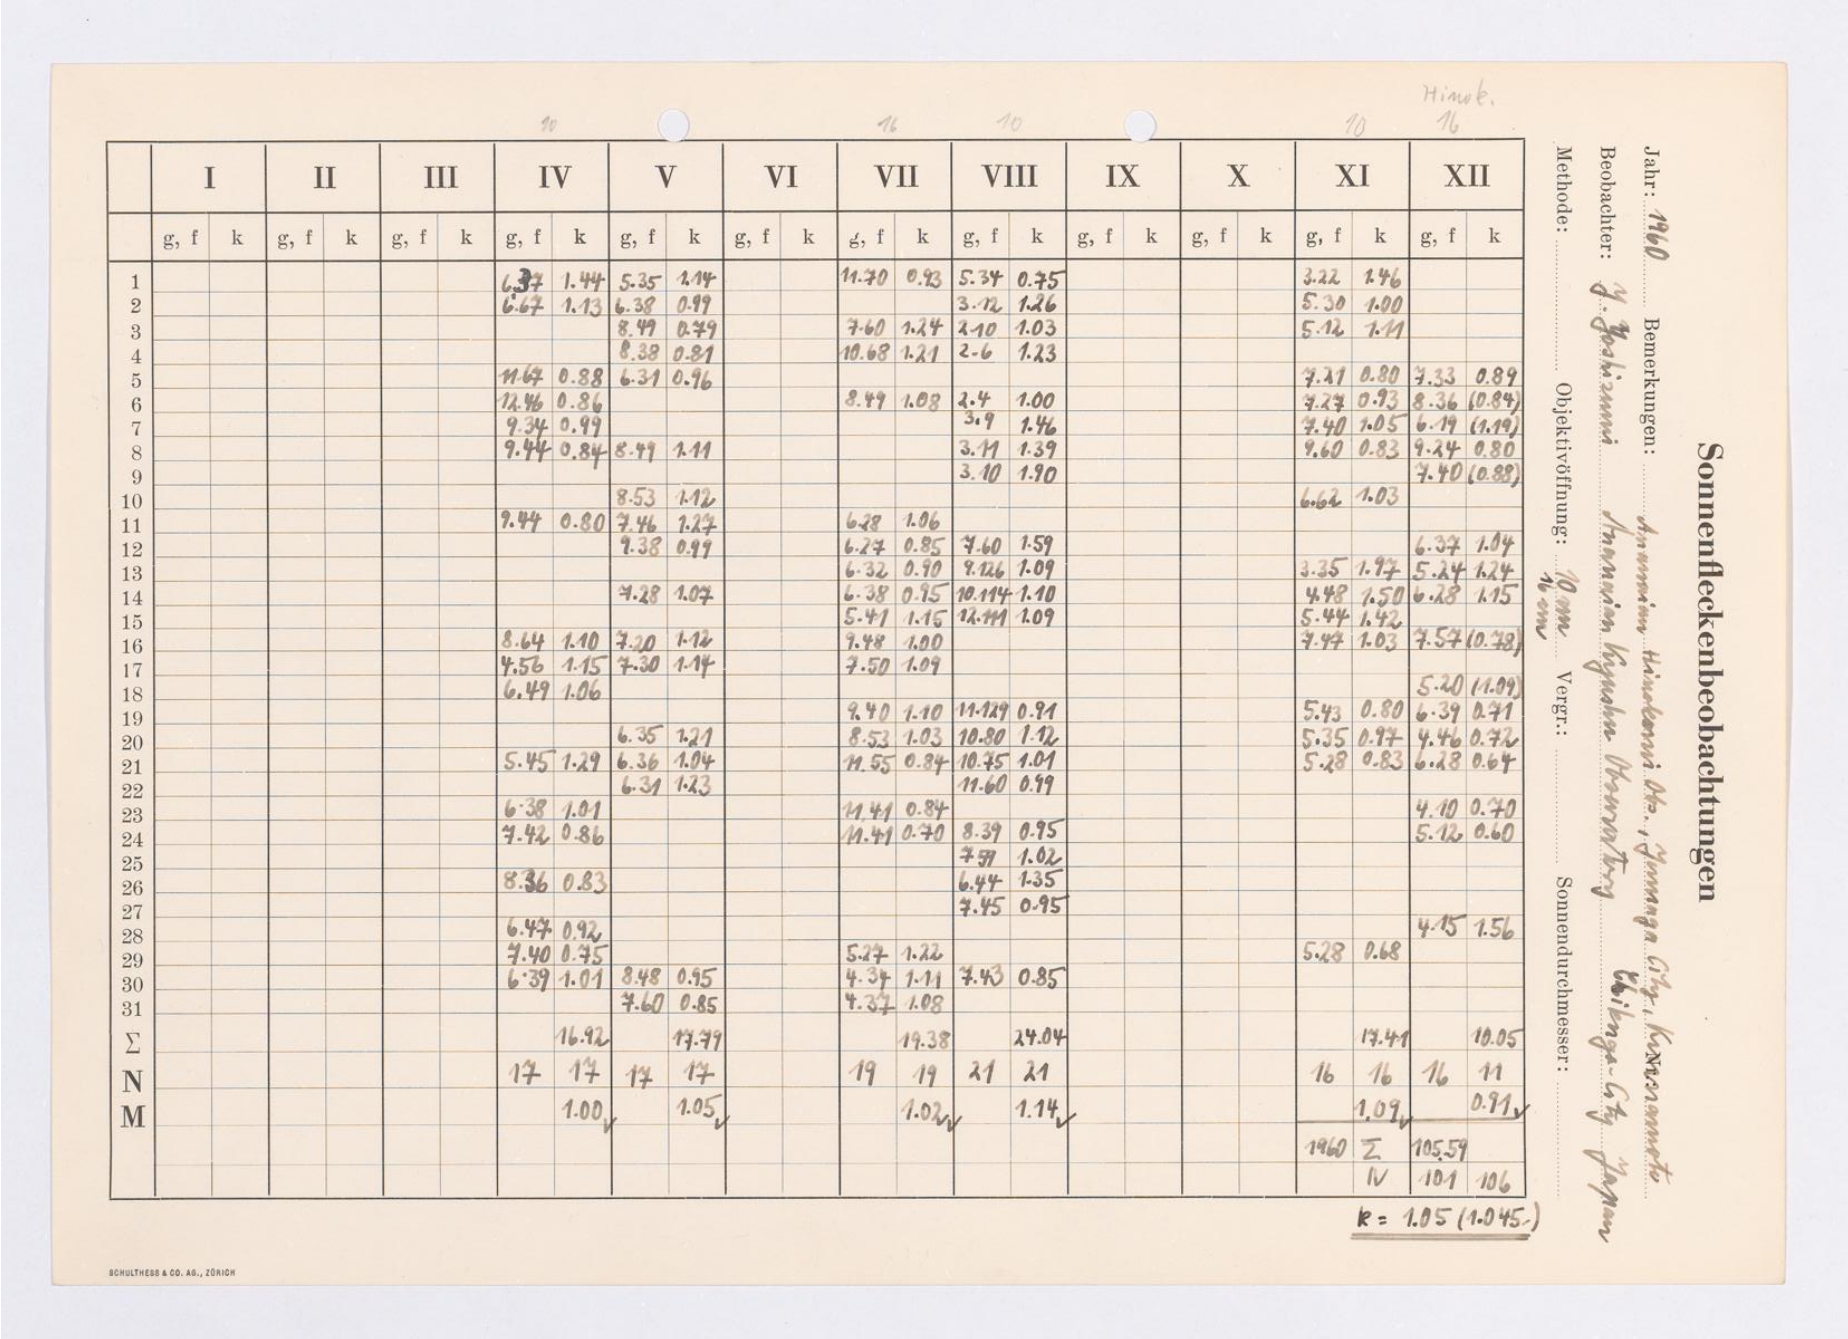 Hinok.
10 16 10 10 16
I II III IV V VI VII VIII IX X XI XII
g, f k g, f k g, f k g, f k g, f k g, f k g, f k g, f k g, f k g, f k g, f k g, f k
1 6.37 1.44 5.35 1.14 11.70 0.93 5.34 0.75 3.22 1.46
2 6.67 1.13 6.38 0.99 3.12 1.26 5.30 1.00
3 8.49 0.79 7.60 1.24 2.10 1.03 5.12 1.11
4 8.38 0.81 10.68 1.21 2.6 1.23
5 11.67 0.88 6.31 0.96 7.21 0.80 7.33 0.89
6 12.46 0.86 8.49 1.08 2.4 1.00 7.27 0.93 8.36 (0.84)
7 9.34 0.99 3.9 1.46 7.40 1.05 6.19 (1.19)
8 9.44 0.84 8.49 1.11 3.11 1.39 9.60 0.83 9.24 0.80
9 3.10 1.90 7.40 (0.88)
10 8.53 1.12 6.62 1.03
11 9.44 0.80 7.46 1.27 6.28 1.06
12 9.38 0.99 6.27 0.85 7.60 1.59 6.37 1.04
13 6.32 0.90 9.126 1.09 3.35 1.97 5.24 1.24
14 7.28 1.07 6.38 0.95 10.114 1.10 4.48 1.50 6.28 1.15
15 5.41 1.15 12.111 1.09 5.44 1.42
16 8.64 1.10 7.20 1.12 9.48 1.00 7.47 1.03 7.57 (0.78)
17 4.56 1.15 7.30 1.14 7.50 1.09
18 6.49 1.06 5.20 (1.09)
19 9.40 1.10 11.129 0.91 5.43 0.80 6.39 0.71
20 6.35 1.21 8.53 1.03 10.80 1.12 5.35 0.97 4.46 0.72
21 5.45 1.29 6.36 1.04 11.55 0.84 10.75 1.01 5.28 0.83 6.28 0.64
22 6.31 1.23 11.60 0.99
23 6.38 1.01 11.41 0.84 4.10 0.70
24 7.42 0.86 11.41 0.70 8.39 0.95 5.12 0.60
25 7.51 1.02
26 8.36 0.83 6.44 1.35
27 7.45 0.95
28 6.47 0.92 4.15 1.56
29 7.40 0.75 5.27 1.22 5.28 0.68
30 6.39 1.01 8.48 0.95 4.34 1.11 7.43 0.85
31 7.60 0.85 4.37 1.08
Σ 16.92 17.79 19.38 24.04 17.41 10.05
N 17 17 17 17 19 19 21 21 16 16 16 11
M 1.00 1.05 1.02 1.14 1.09 0.91
1960 Σ 105.59
N 101 106
k = 1.05 (1.045)
Sonnenfleckenbeobachtungen
Jahr: 1960 Bemerkungen: Hinokuni Obs., City, Kumamoto
Beobachter: Y. Yoshizumi Kyushu Observatory City Japan
Methode: Objektivöffnung: 10 cm Vergr.: Sonnendurchmesser:
16 cm
SCHULTHESS & CO. AG., ZÜRICH